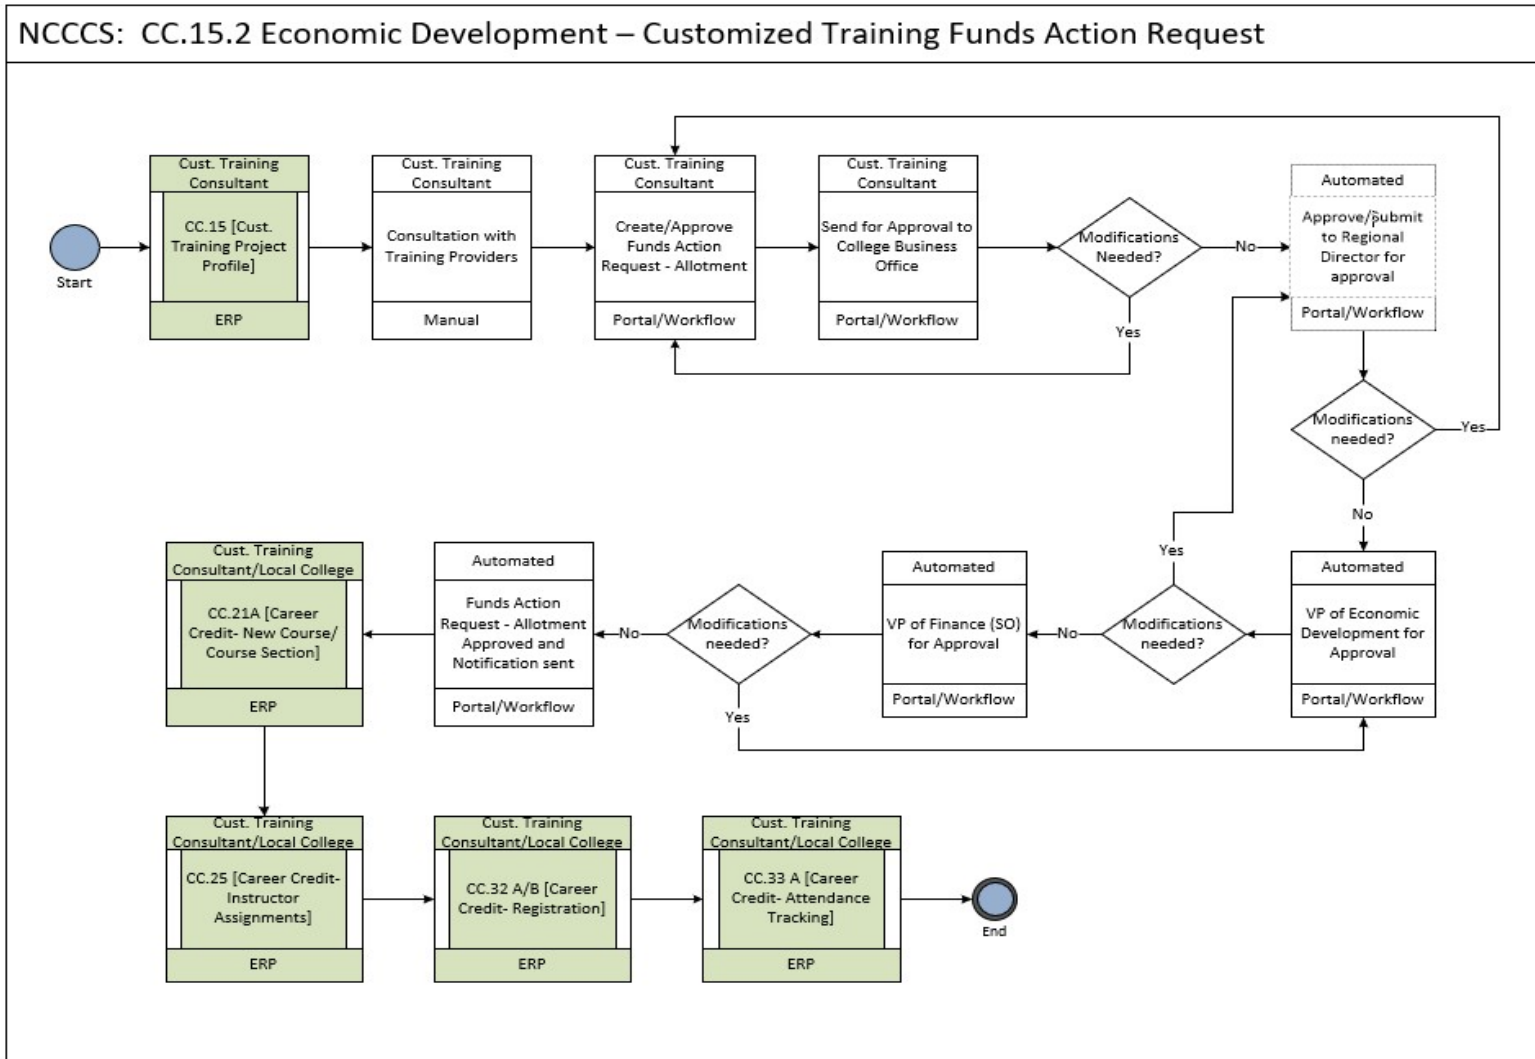 NCCCS:  CC.15.2 Economic Development – Customized Training Funds Action Request
Cust. Training
Consultant
CC.15 [Cust.
Training Project
Profile]
ERP
Start
Cust. Training
Consultant
Consultation with
Training Providers
Manual
Cust. Training
Consultant
Create/Approve
Funds Action
Request - Allotment
Portal/Workflow
Cust. Training
Consultant
Send for Approval to
College Business
Office
Portal/Workflow
Modifications
Needed?
No
Yes
Automated
Approve/Submit
to Regional
Director for
approval
Portal/Workflow
Modifications
needed?
Yes
No
Automated
VP of Economic
Development for
Approval
Portal/Workflow
Modifications
needed?
Yes
No
Automated
VP of Finance (SO)
for Approval
Portal/Workflow
Modifications
needed?
No
Yes
Automated
Funds Action
Request - Allotment
Approved and
Notification sent
Portal/Workflow
Cust. Training
Consultant/Local College
CC.21A [Career
Credit- New Course/
Course Section]
ERP
Cust. Training
Consultant/Local College
CC.25 [Career Credit-
Instructor
Assignments]
ERP
Cust. Training
Consultant/Local College
CC.32 A/B [Career
Credit- Registration]
ERP
Cust. Training
Consultant/Local College
CC.33 A [Career
Credit- Attendance
Tracking]
ERP
End